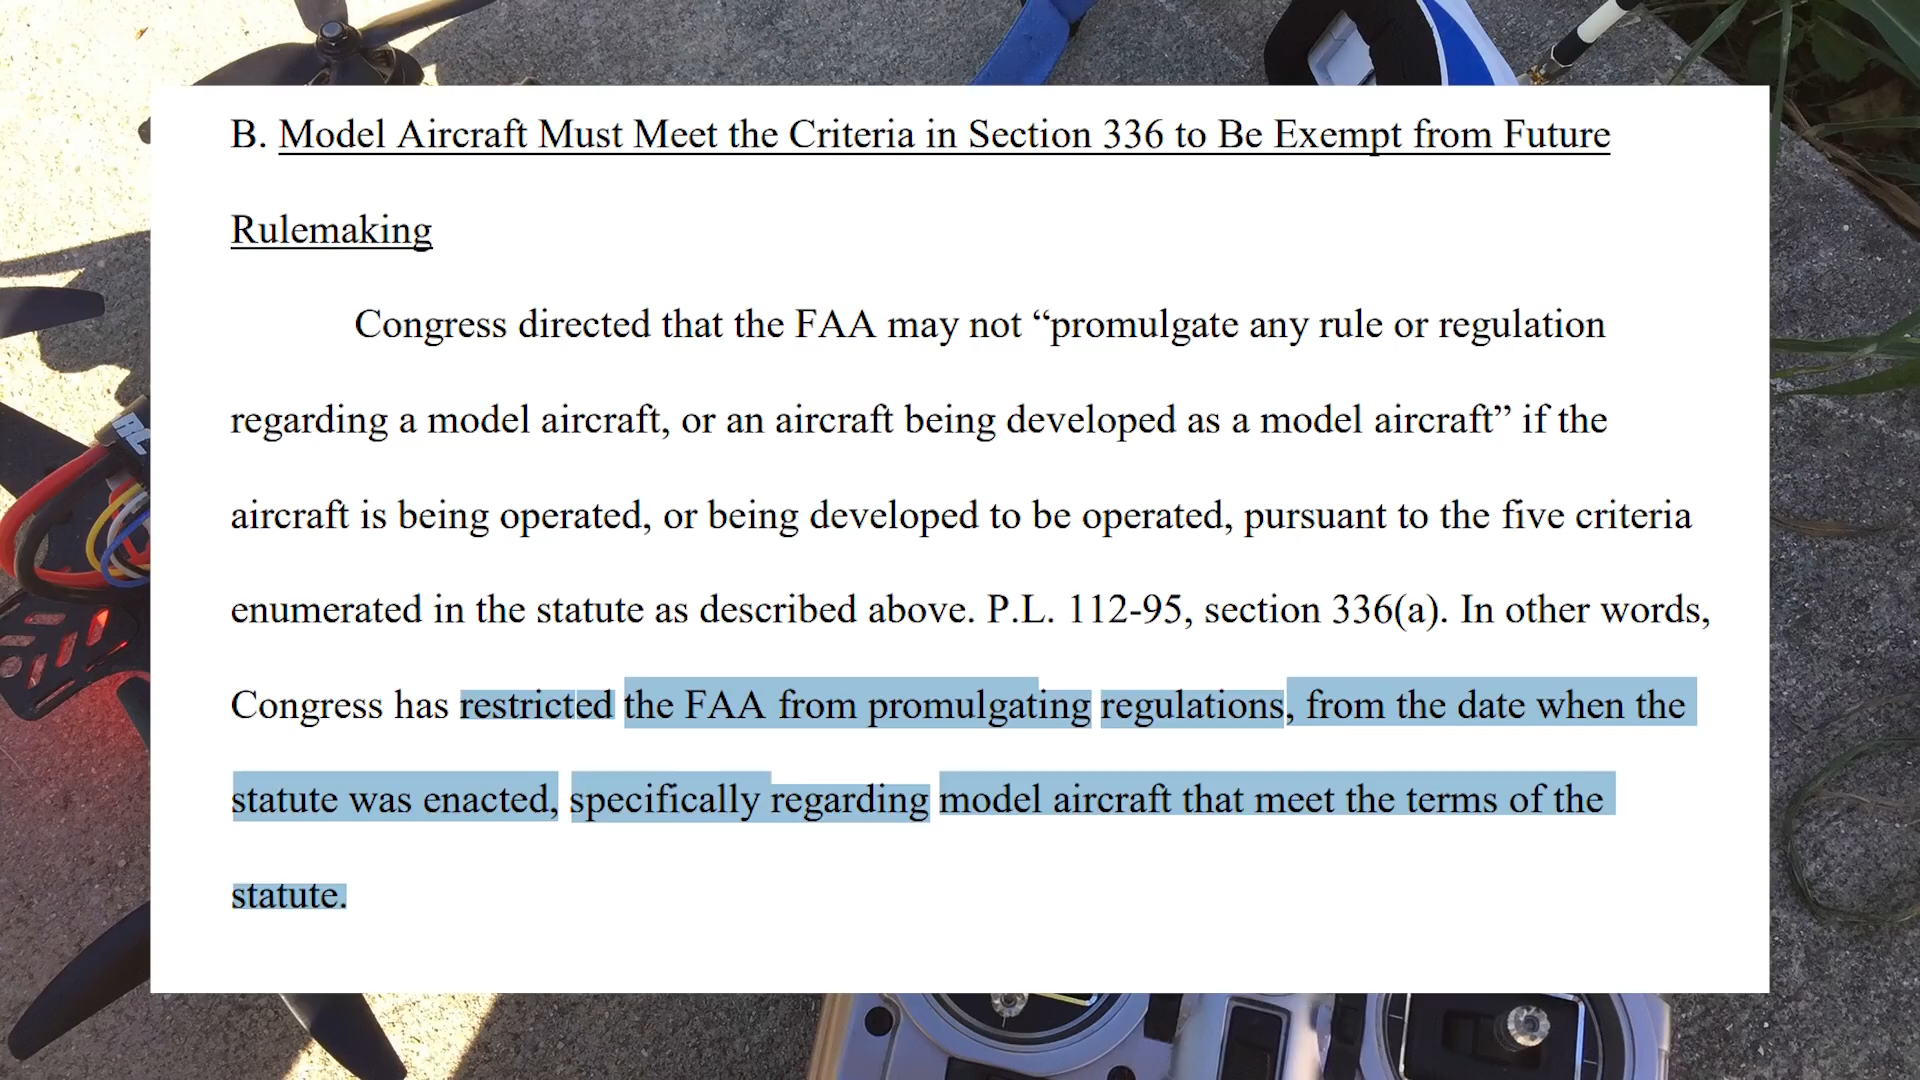 B. Model Aircraft Must Meet the Criteria in Section 336 to Be Exempt from Future
Rulemaking
Congress directed that the FAA may not “promulgate any rule or regulation
regarding a model aircraft, or an aircraft being developed as a model aircraft” if the
aircraft is being operated, or being developed to be operated, pursuant to the five criteria
enumerated in the statute as described above. P.L. 112-95, section 336(a). In other words,
Congress has restricted the FAA from promulgating regulations, from the date when the
statute was enacted, specifically regarding model aircraft that meet the terms of the
statute.
RC